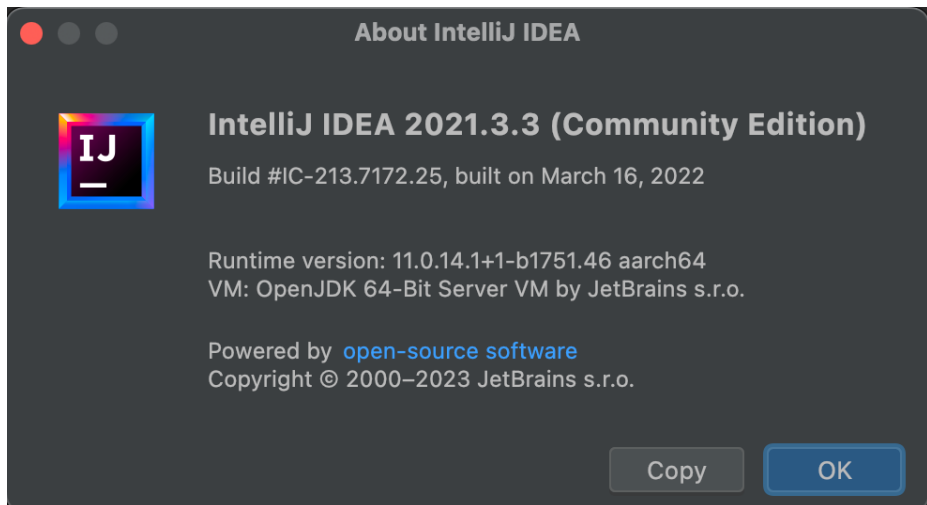 About IntelliJ IDEA
IJ
IntelliJ IDEA 2021.3.3 (Community Edition)
Build #IC-213.7172.25, built on March 16, 2022
Runtime version: 11.0.14.1+1-b1751.46 aarch64
VM: OpenJDK 64-Bit Server VM by JetBrains s.r.o.
Powered by open-source software
Copyright © 2000–2023 JetBrains s.r.o.
Copy OK